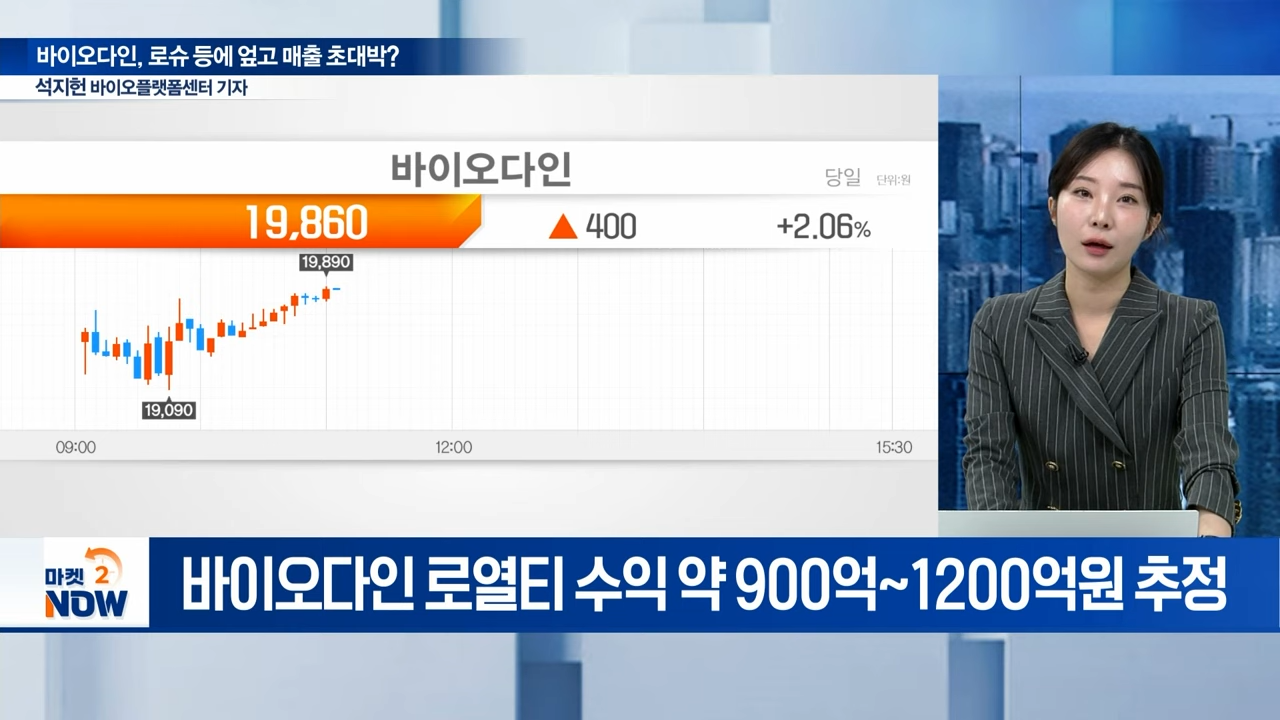 바이오다인, 로슈 등에 엎고 매출 초대박?
석지헌 바이오플랫폼센터 기자
바이오다인
당일 단위:원
19,860 ▲ 400 +2.06%
19,890
19,090
09:00 12:00 15:30
마켓 2
NOW
바이오다인 로열티 수익 약 900억~1200억원 추정